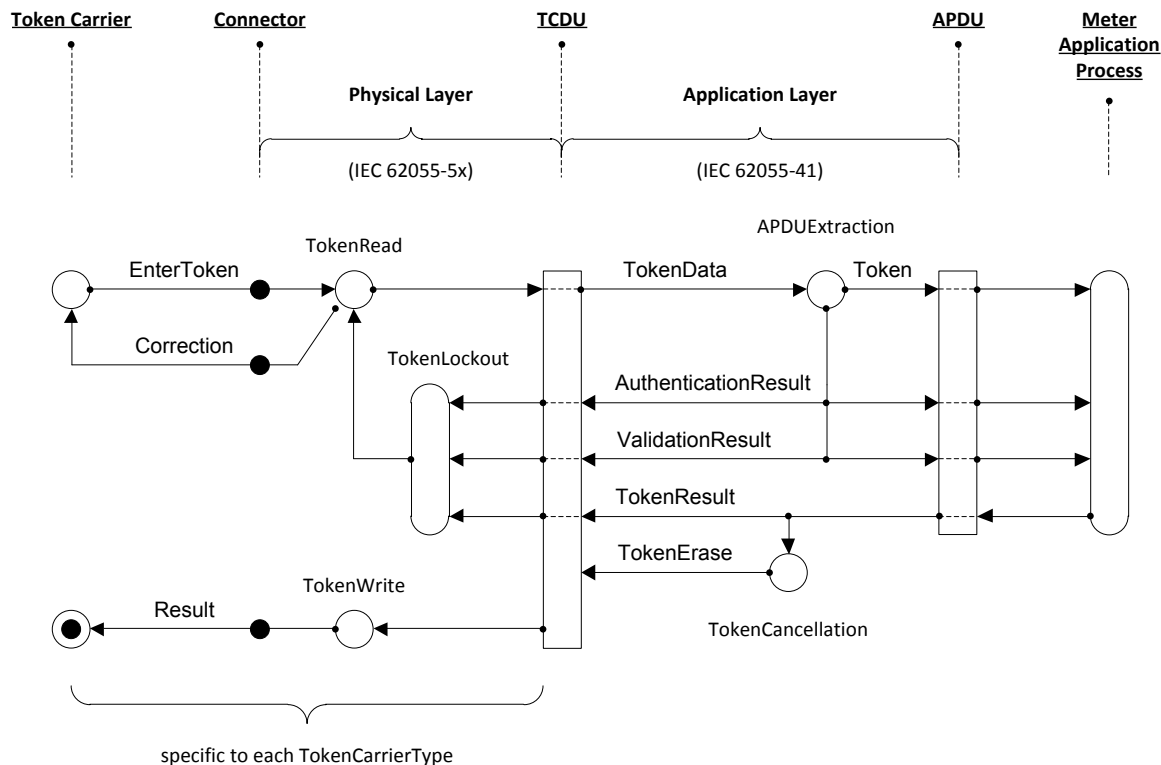 Token Carrier
Connector
TCDU
APDU
Meter
Application
Process
Physical Layer
Application Layer
(IEC 62055-5x)
(IEC 62055-41)
APDUExtraction
TokenRead
EnterToken
TokenData
Token
Correction
TokenLockout
AuthenticationResult
ValidationResult
TokenResult
TokenErase
TokenWrite
Result
TokenCancellation
specific to each TokenCarrierType